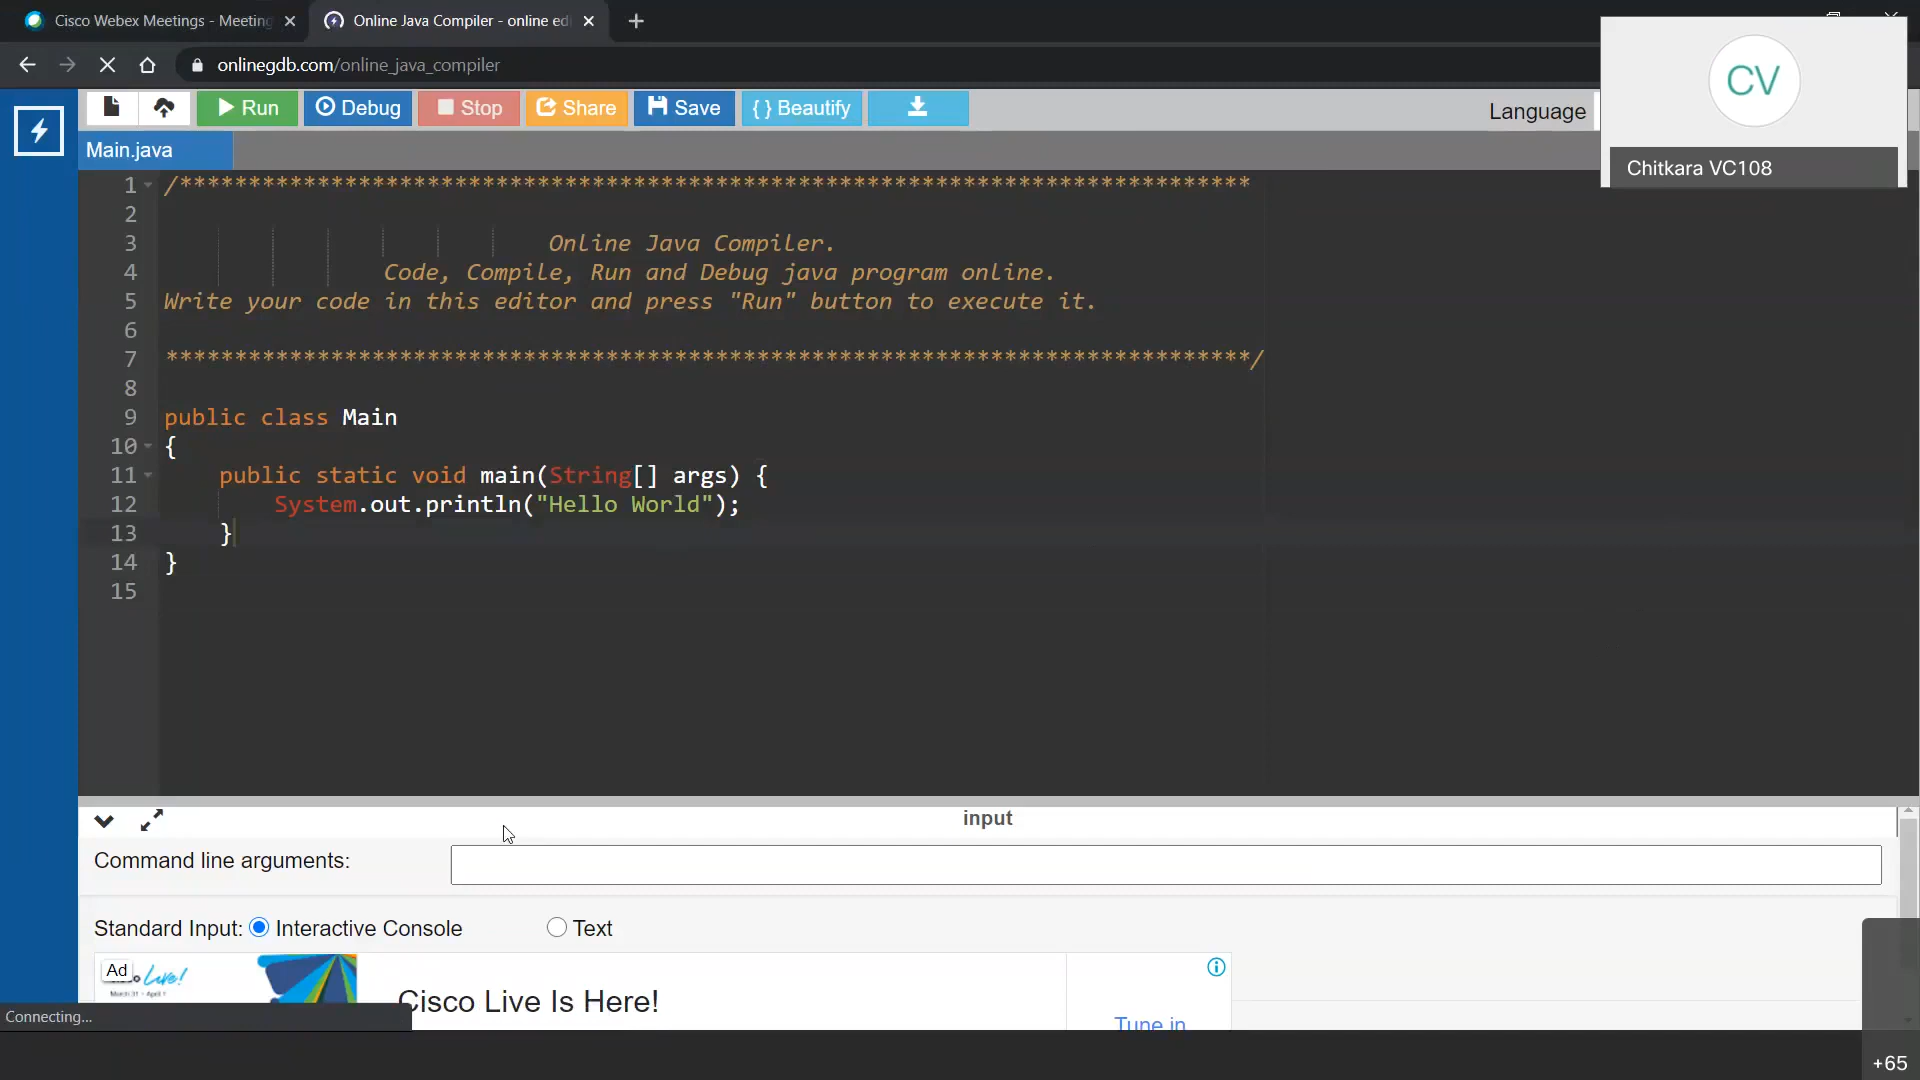 Cisco Webex Meetings - Meeting
Online Java Compiler - online ed
onlinegdb.com/online_java_compiler
CV
Chitkara VC108
Run
Debug
Stop
Share
Save
{ } Beautify
Language
Main.java
1 /******************************************************************************
2
3 Online Java Compiler.
4 Code, Compile, Run and Debug java program online.
5 Write your code in this editor and press "Run" button to execute it.
6
7 *******************************************************************************/
8
9 public class Main
10 {
11 public static void main(String[] args) {
12 System.out.println("Hello World");
13 }
14 }
15
input
Command line arguments:
Standard Input: Interactive Console Text
Ad
Live!
Cisco Live Is Here!
Tune in
Connecting...
+65